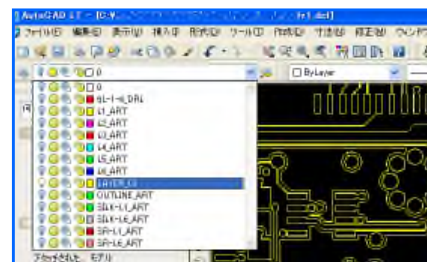 AutoCAD LT - [C:¥
ファイル(F) 編集(E) 表示(V) 挿入(I) 形式(O) ツール(T) 作成(D) 寸法(N) 修正(M) ウィンドウ
0
ByLayer
0
L1_ART
L2_ART
L3_ART
L4_ART
L5_ART
L6_ART
OUTLINE_ART
SILK-L1_ART
SILK-L6_ART
SR-L1_ART
SR-L6_ART
モデル